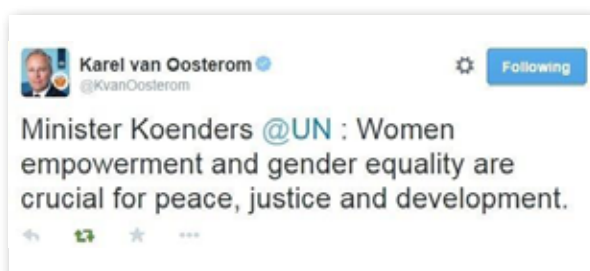 Karel van Oosterom
@KvanOosterom
Following
Minister Koenders @UN : Women
empowerment and gender equality are
crucial for peace, justice and development.